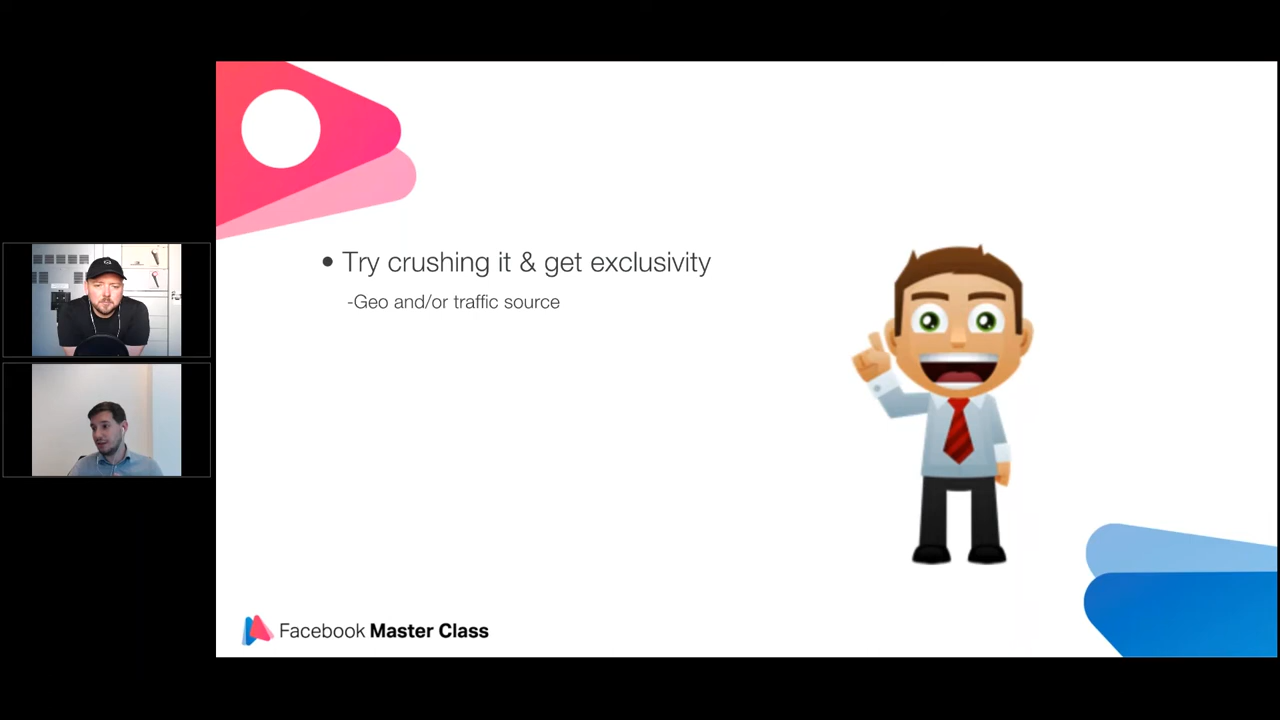 • Try crushing it & get exclusivity
-Geo and/or traffic source
Facebook Master Class